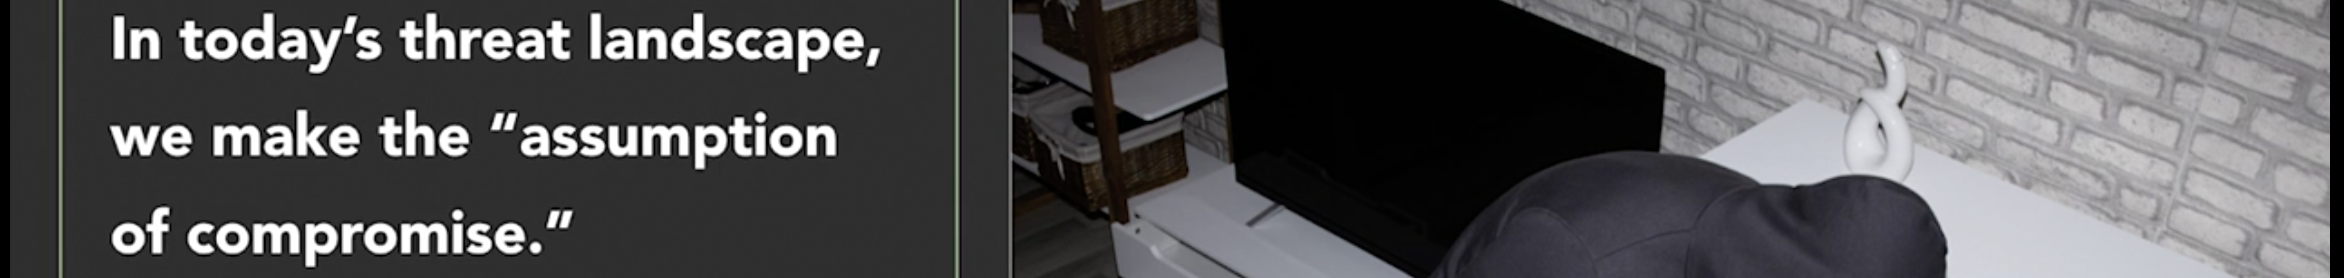 In today’s threat landscape,
we make the “assumption
of compromise.”